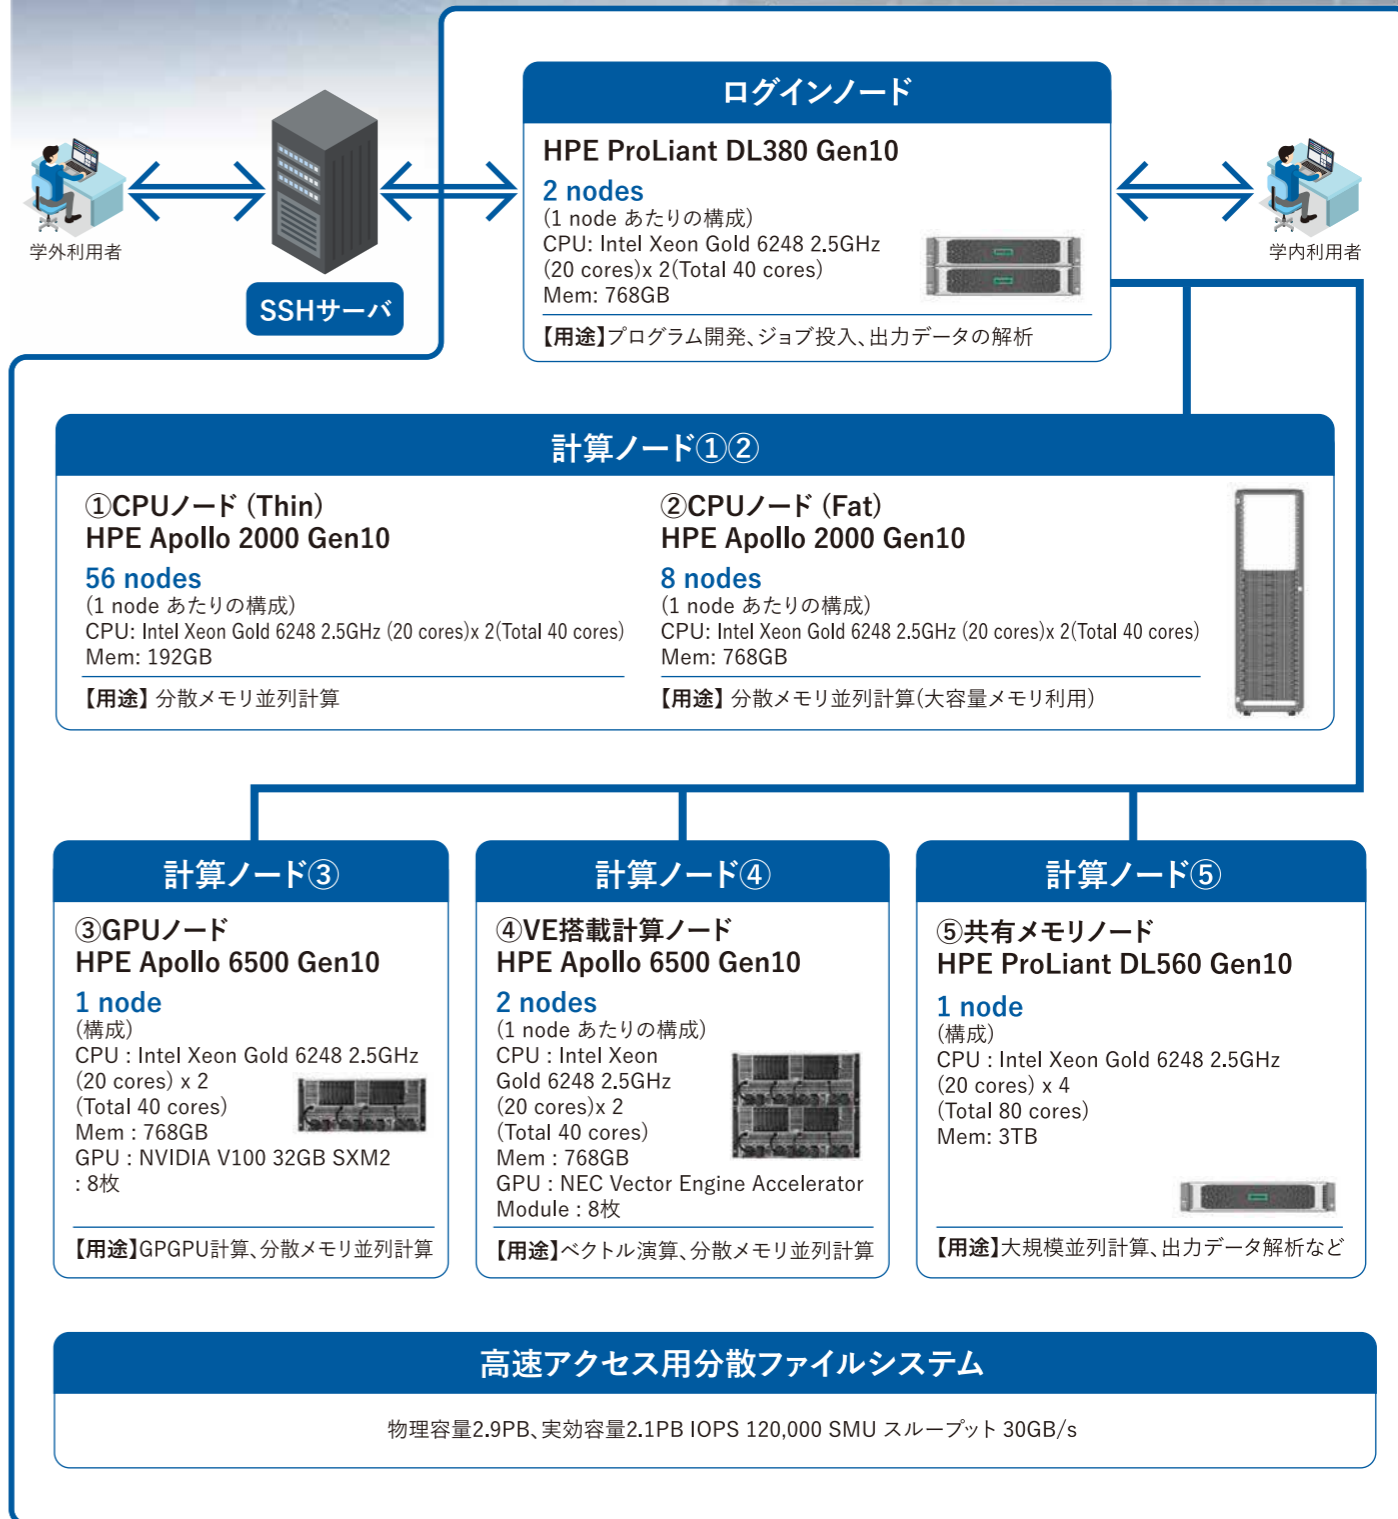 ログインノード
HPE ProLiant DL380 Gen10
2 nodes
(1 node あたりの構成)
CPU: Intel Xeon Gold 6248 2.5GHz
(20 cores)x 2(Total 40 cores)
Mem: 768GB
【用途】プログラム開発、ジョブ投入、出力データの解析
学外利用者
SSHサーバ
学内利用者
計算ノード①②
①CPUノード (Thin)
HPE Apollo 2000 Gen10
56 nodes
(1 node あたりの構成)
CPU: Intel Xeon Gold 6248 2.5GHz (20 cores)x 2(Total 40 cores)
Mem: 192GB
【用途】 分散メモリ並列計算
②CPUノード (Fat)
HPE Apollo 2000 Gen10
8 nodes
(1 node あたりの構成)
CPU: Intel Xeon Gold 6248 2.5GHz (20 cores)x 2(Total 40 cores)
Mem: 768GB
【用途】 分散メモリ並列計算(大容量メモリ利用)
計算ノード③
③GPUノード
HPE Apollo 6500 Gen10
1 node
(構成)
CPU : Intel Xeon Gold 6248 2.5GHz
(20 cores) x 2
(Total 40 cores)
Mem : 768GB
GPU : NVIDIA V100 32GB SXM2
: 8枚
【用途】GPGPU計算、分散メモリ並列計算
計算ノード④
④VE搭載計算ノード
HPE Apollo 6500 Gen10
2 nodes
(1 node あたりの構成)
CPU : Intel Xeon
Gold 6248 2.5GHz
(20 cores)x 2
(Total 40 cores)
Mem : 768GB
GPU : NEC Vector Engine Accelerator
Module : 8枚
【用途】ベクトル演算、分散メモリ並列計算
計算ノード⑤
⑤共有メモリノード
HPE ProLiant DL560 Gen10
1 node
(構成)
CPU : Intel Xeon Gold 6248 2.5GHz
(20 cores) x 4
(Total 80 cores)
Mem: 3TB
【用途】大規模並列計算、出力データ解析など
高速アクセス用分散ファイルシステム
物理容量2.9PB、実効容量2.1PB IOPS 120,000 SMU スループット 30GB/s